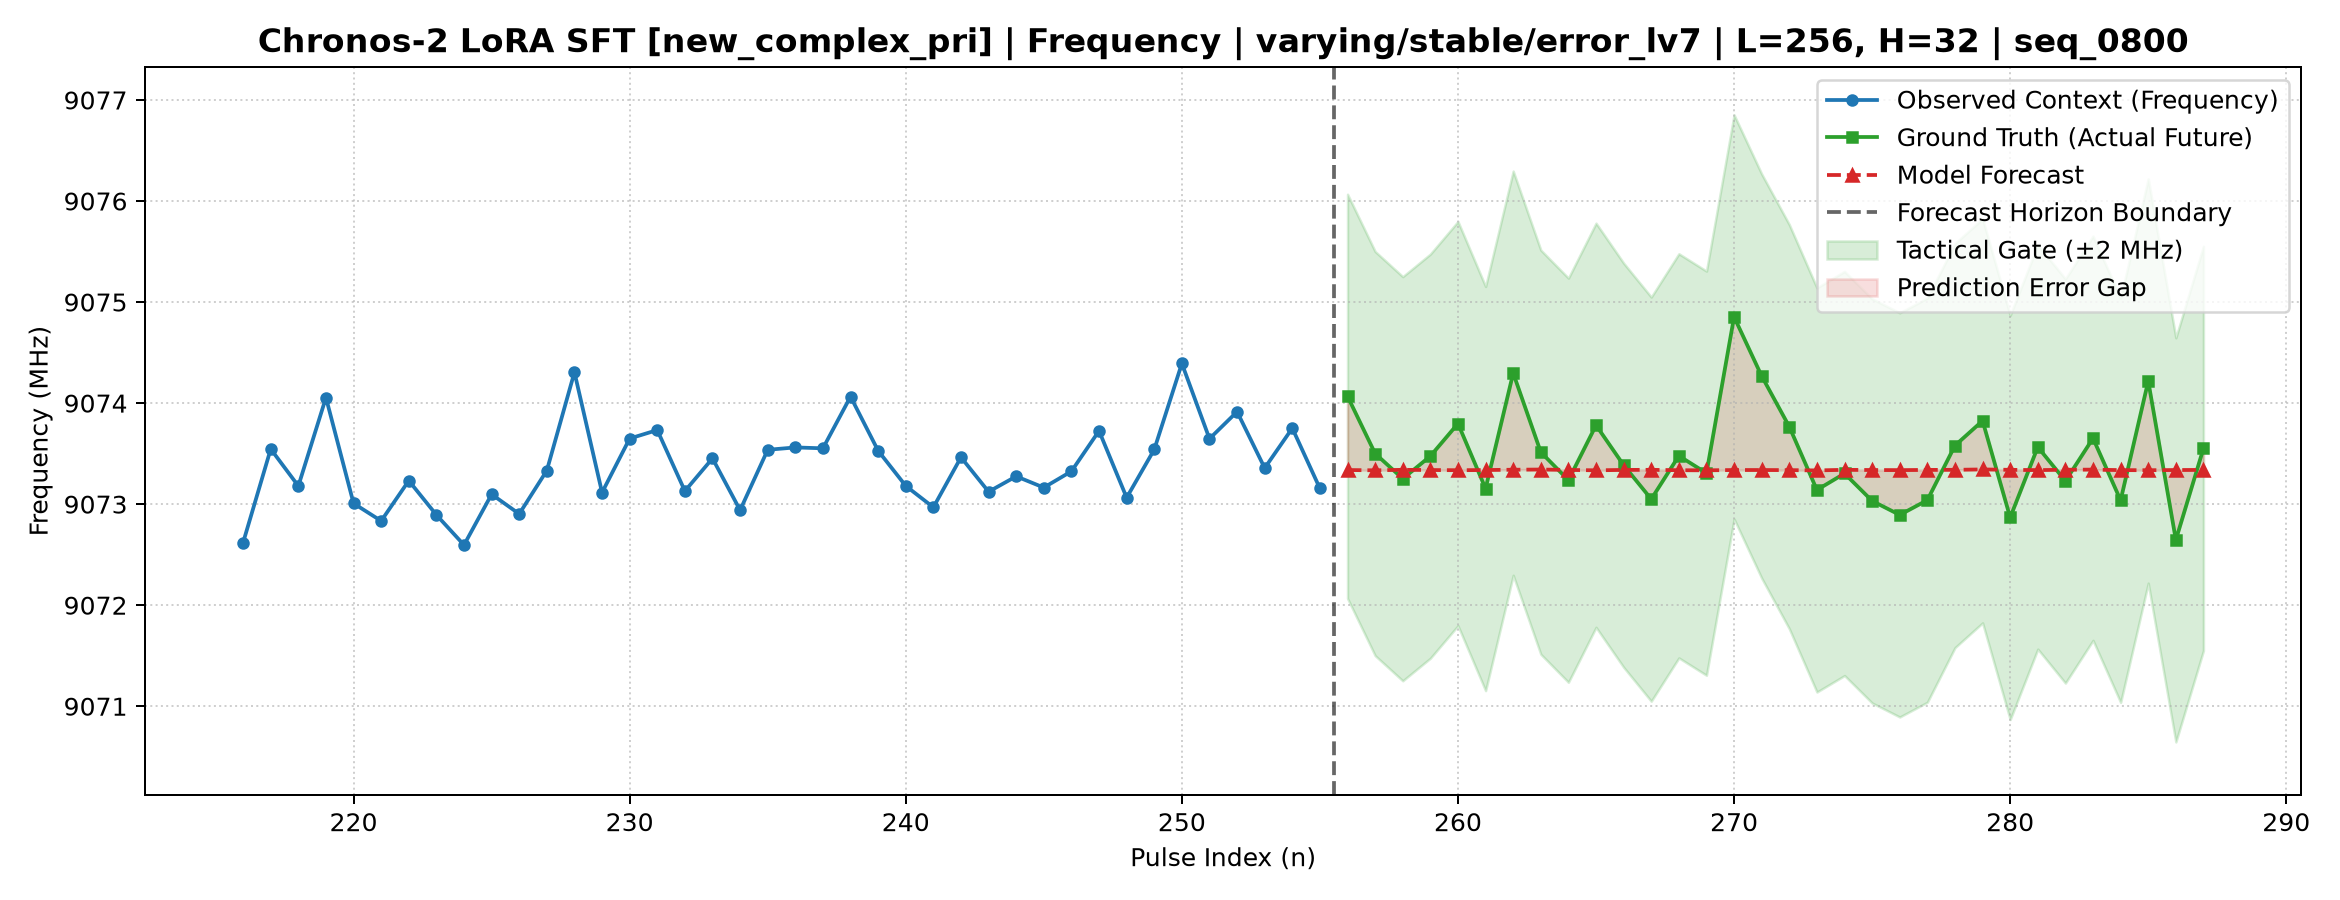 Chronos-2 LoRA SFT [new_complex_pri] | Frequency | varying/stable/error_lv7 | L=256, H=32 | seq_0800
Observed Context (Frequency)
Ground Truth (Actual Future)
Model Forecast
Forecast Horizon Boundary
Tactical Gate (±2 MHz)
Prediction Error Gap
Frequency (MHz)
9077
9076
9075
9074
9073
9072
9071
220
230
240
250
260
270
280
290
Pulse Index (n)